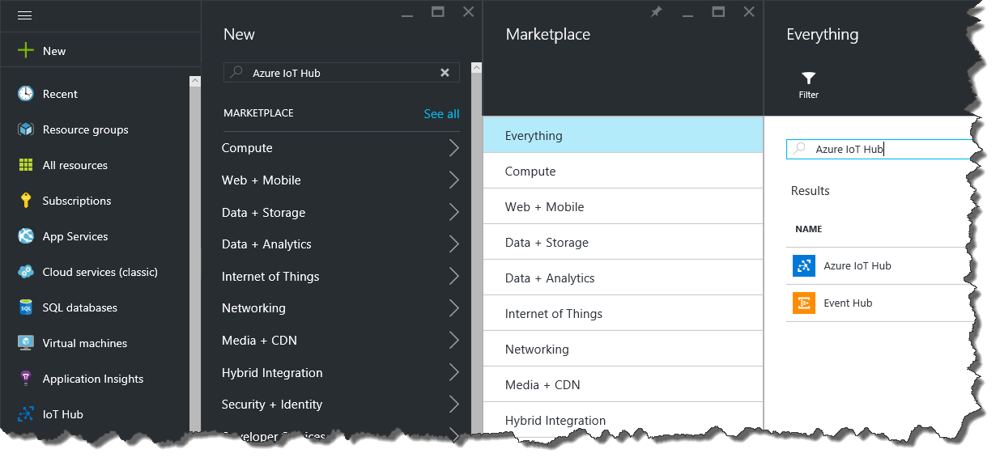 New
Recent
Resource groups
All resources
Subscriptions
App Services
Cloud services (classic)
SQL databases
Virtual machines
Application Insights
IoT Hub
New
Azure IoT Hub
MARKETPLACE
See all
Compute
Web + Mobile
Data + Storage
Data + Analytics
Internet of Things
Networking
Media + CDN
Hybrid Integration
Security + Identity
Developer Services
Marketplace
Everything
Compute
Web + Mobile
Data + Storage
Data + Analytics
Internet of Things
Networking
Media + CDN
Hybrid Integration
Everything
Filter
Azure IoT Hub
Results
NAME
Azure IoT Hub
Event Hub